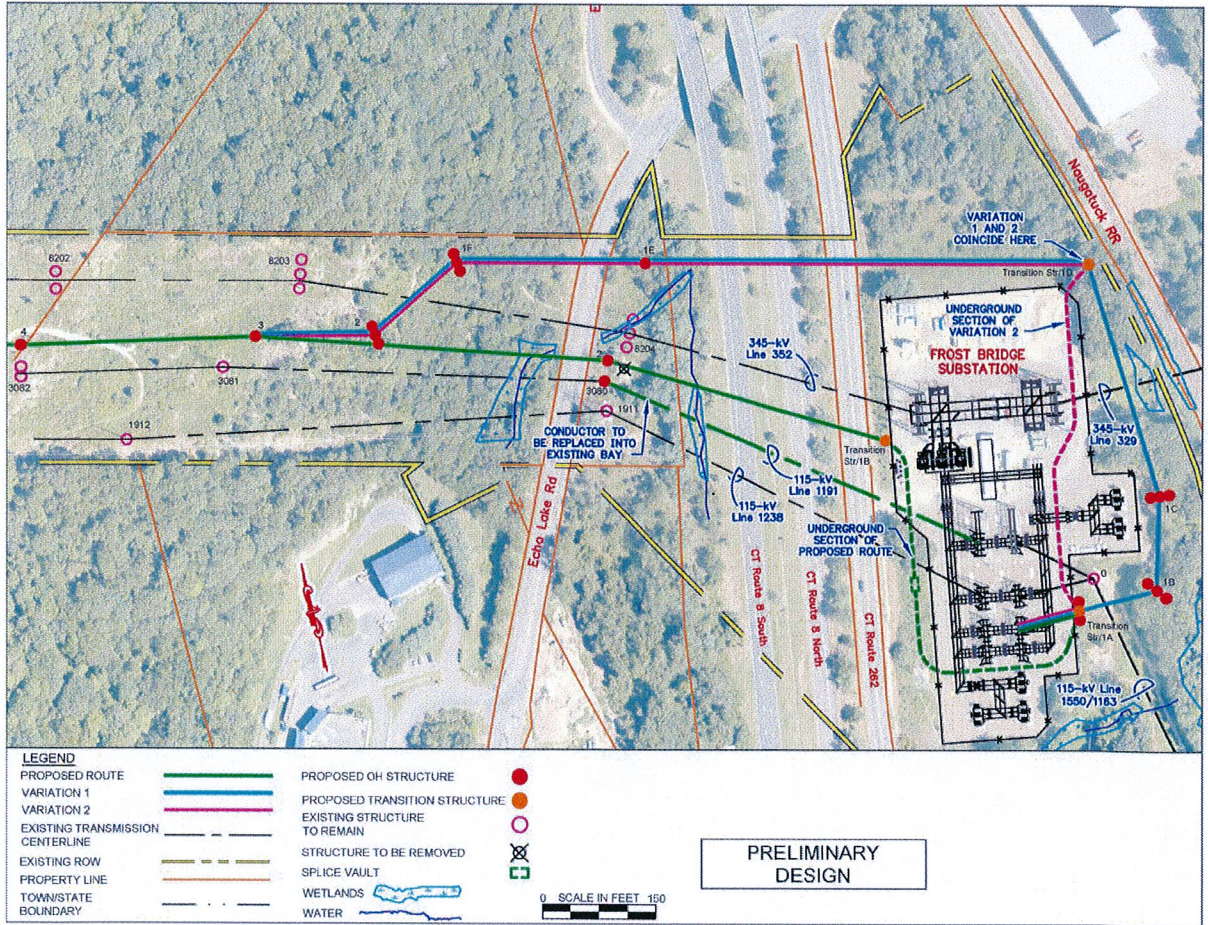 Naugatuck RR
VARIATION
1 AND 2
COINCIDE HERE
1F
1E
Transition Str/1D
8202
8203
UNDERGROUND
SECTION OF
VARIATION 2
4
3
2
2
8204
345-kV
Line 352
FROST BRIDGE
SUBSTATION
3082
3081
3080
345-kV
Line 329
1912
1911
CONDUCTOR TO
BE REPLACED INTO
EXISTING BAY
Transition
Str/1B
115-kV
Line 1191
115-kV
Line 1238
1C
UNDERGROUND
SECTION OF
PROPOSED ROUTE
Echo Lake Rd
CT Route 8 South
CT Route 8 North
CT Route 262
0
1B
Transition
Str/1A
115-kV Line
1550/1163
LEGEND
PROPOSED ROUTE
VARIATION 1
VARIATION 2
EXISTING TRANSMISSION
CENTERLINE
EXISTING ROW
PROPERTY LINE
TOWN/STATE
BOUNDARY
PROPOSED OH STRUCTURE
PROPOSED TRANSITION STRUCTURE
EXISTING STRUCTURE
TO REMAIN
STRUCTURE TO BE REMOVED
SPLICE VAULT
WETLANDS
WATER
0 SCALE IN FEET 150
PRELIMINARY
DESIGN